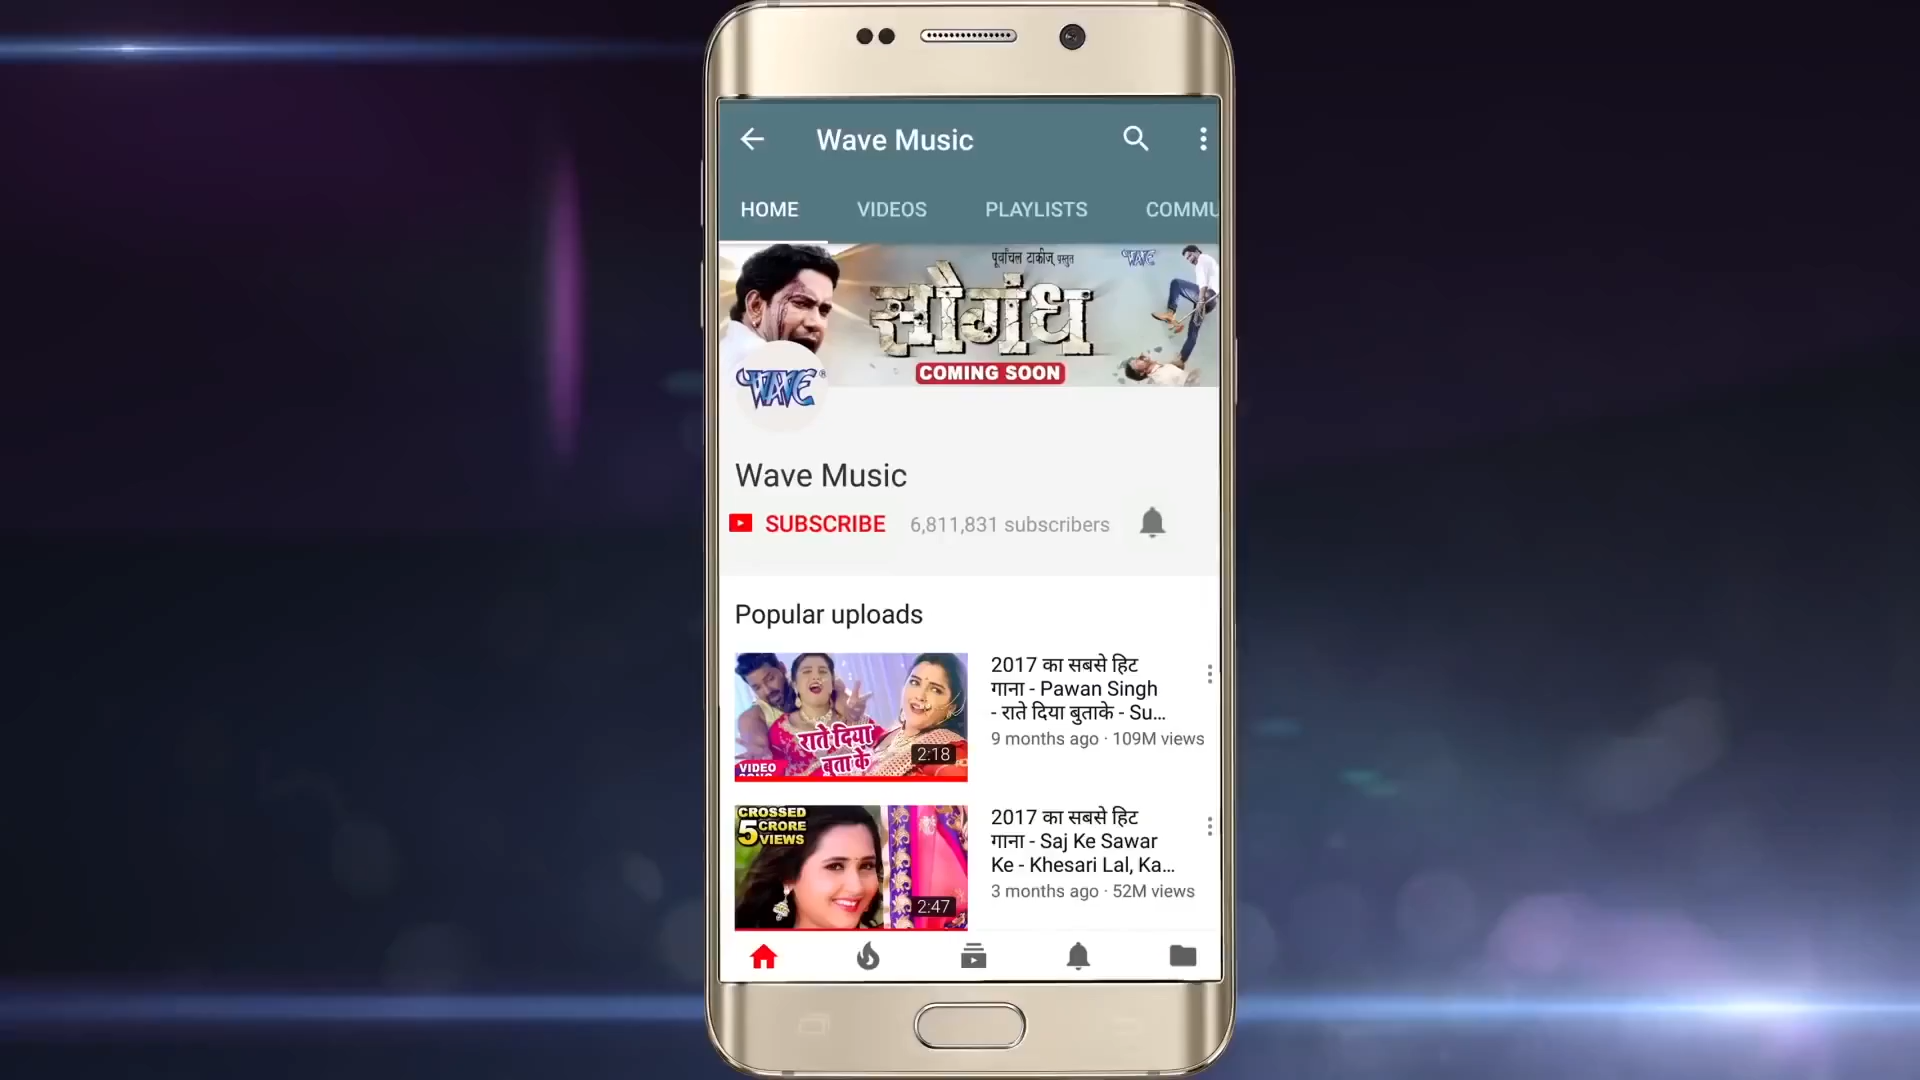 Wave Music
HOME VIDEOS PLAYLISTS COMMU
पूर्वांचल टाकीज् प्रस्तुत
WAVE
सौगंध
COMING SOON
WAVE®
Wave Music
SUBSCRIBE 6,811,831 subscribers
Popular uploads
राते दिया
बुता के
VIDEO
2:18
2017 का सबसे हिट
गाना - Pawan Singh
- राते दिया बुताके - Su...
9 months ago · 109M views
CROSSED
5 CRORE
VIEWS
2:47
2017 का सबसे हिट
गाना - Saj Ke Sawar
Ke - Khesari Lal, Ka...
3 months ago · 52M views